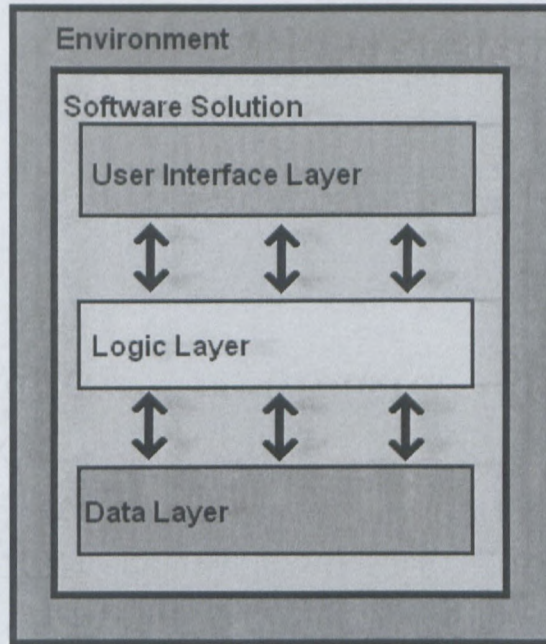 Environment
Software Solution
User Interface Layer
Logic Layer
Data Layer